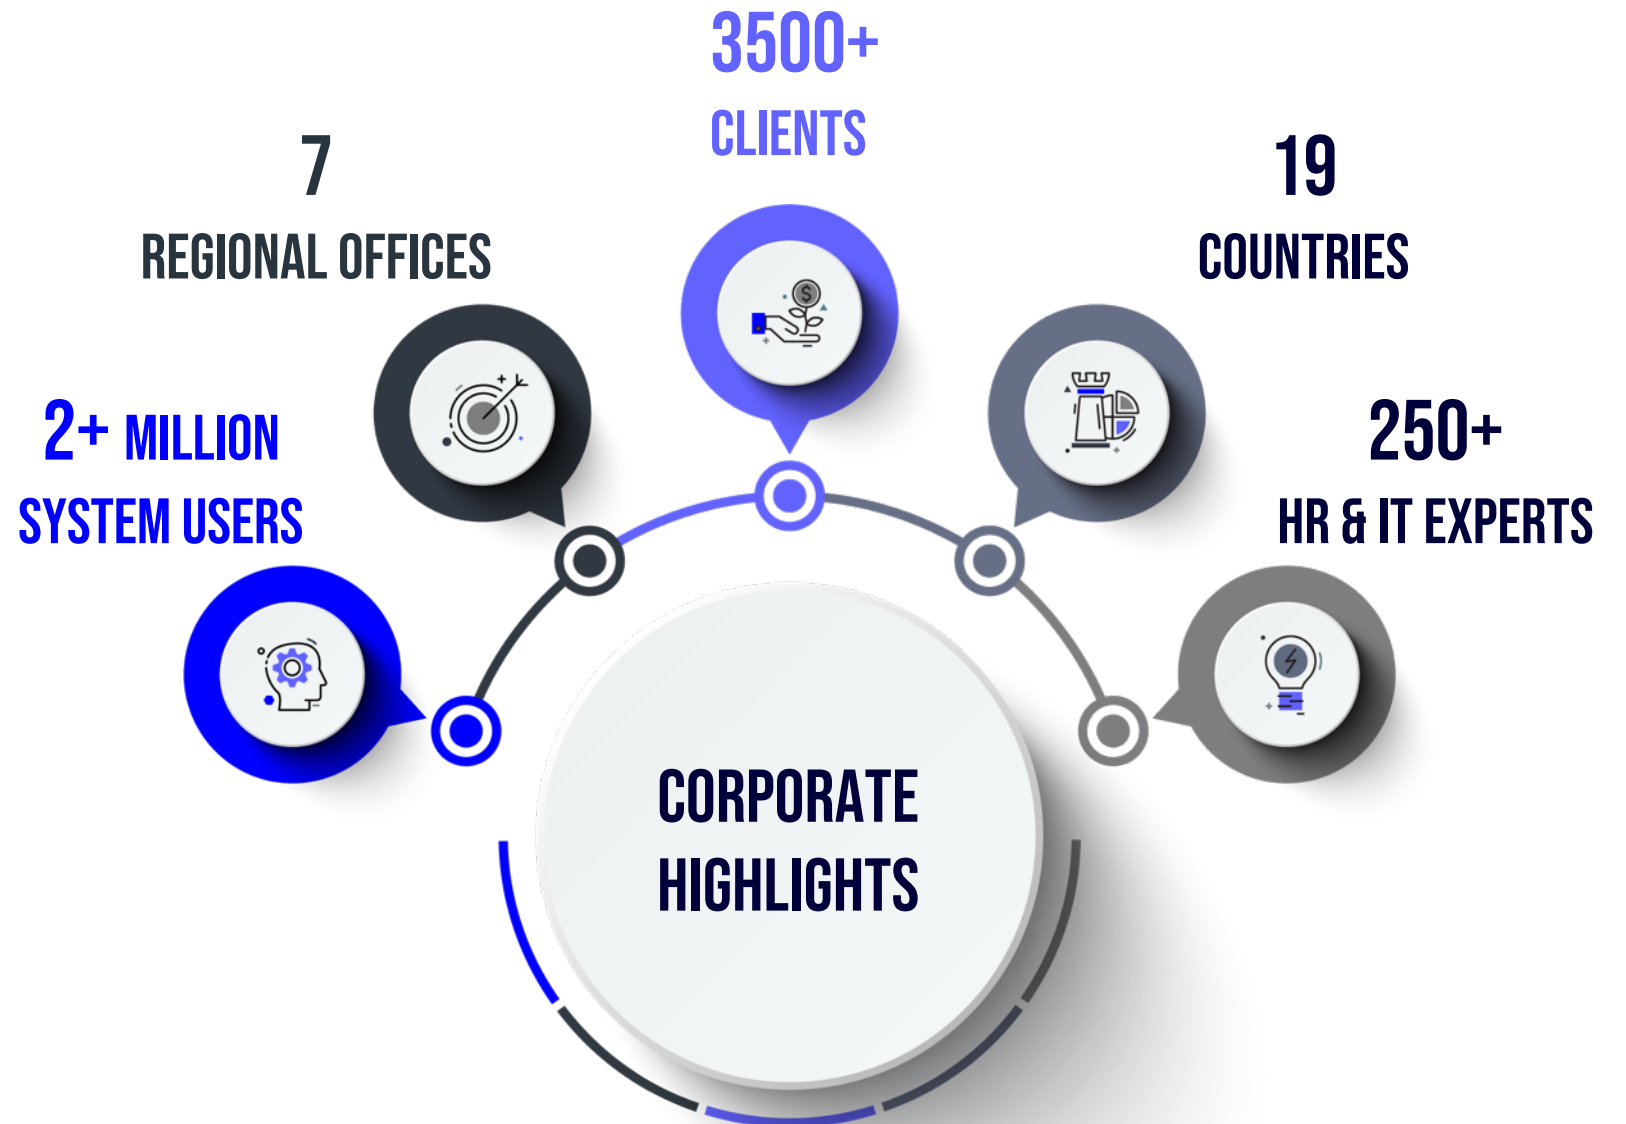 3500+
CLIENTS
7
REGIONAL OFFICES
19
COUNTRIES
2+ MILLION
SYSTEM USERS
250+
HR & IT EXPERTS
$
CORPORATE
HIGHLIGHTS